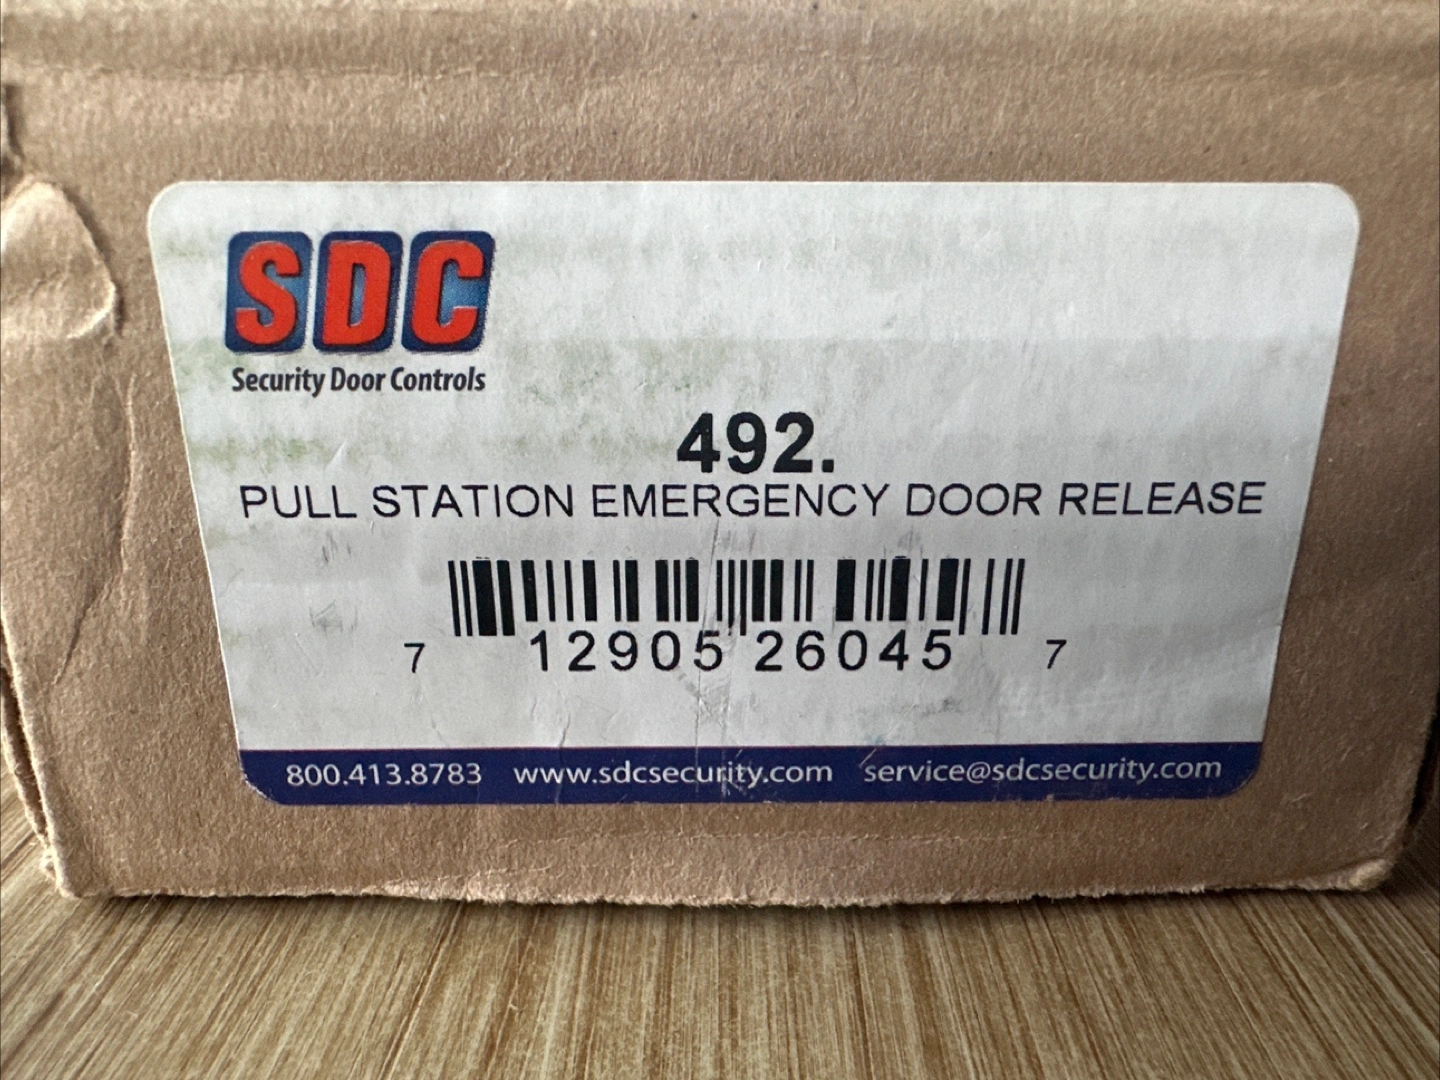 SDC
Security Door Controls
492.
PULL STATION EMERGENCY DOOR RELEASE
7 12905 26045 7
800.413.8783 www.sdcsecurity.com service@sdcsecurity.com